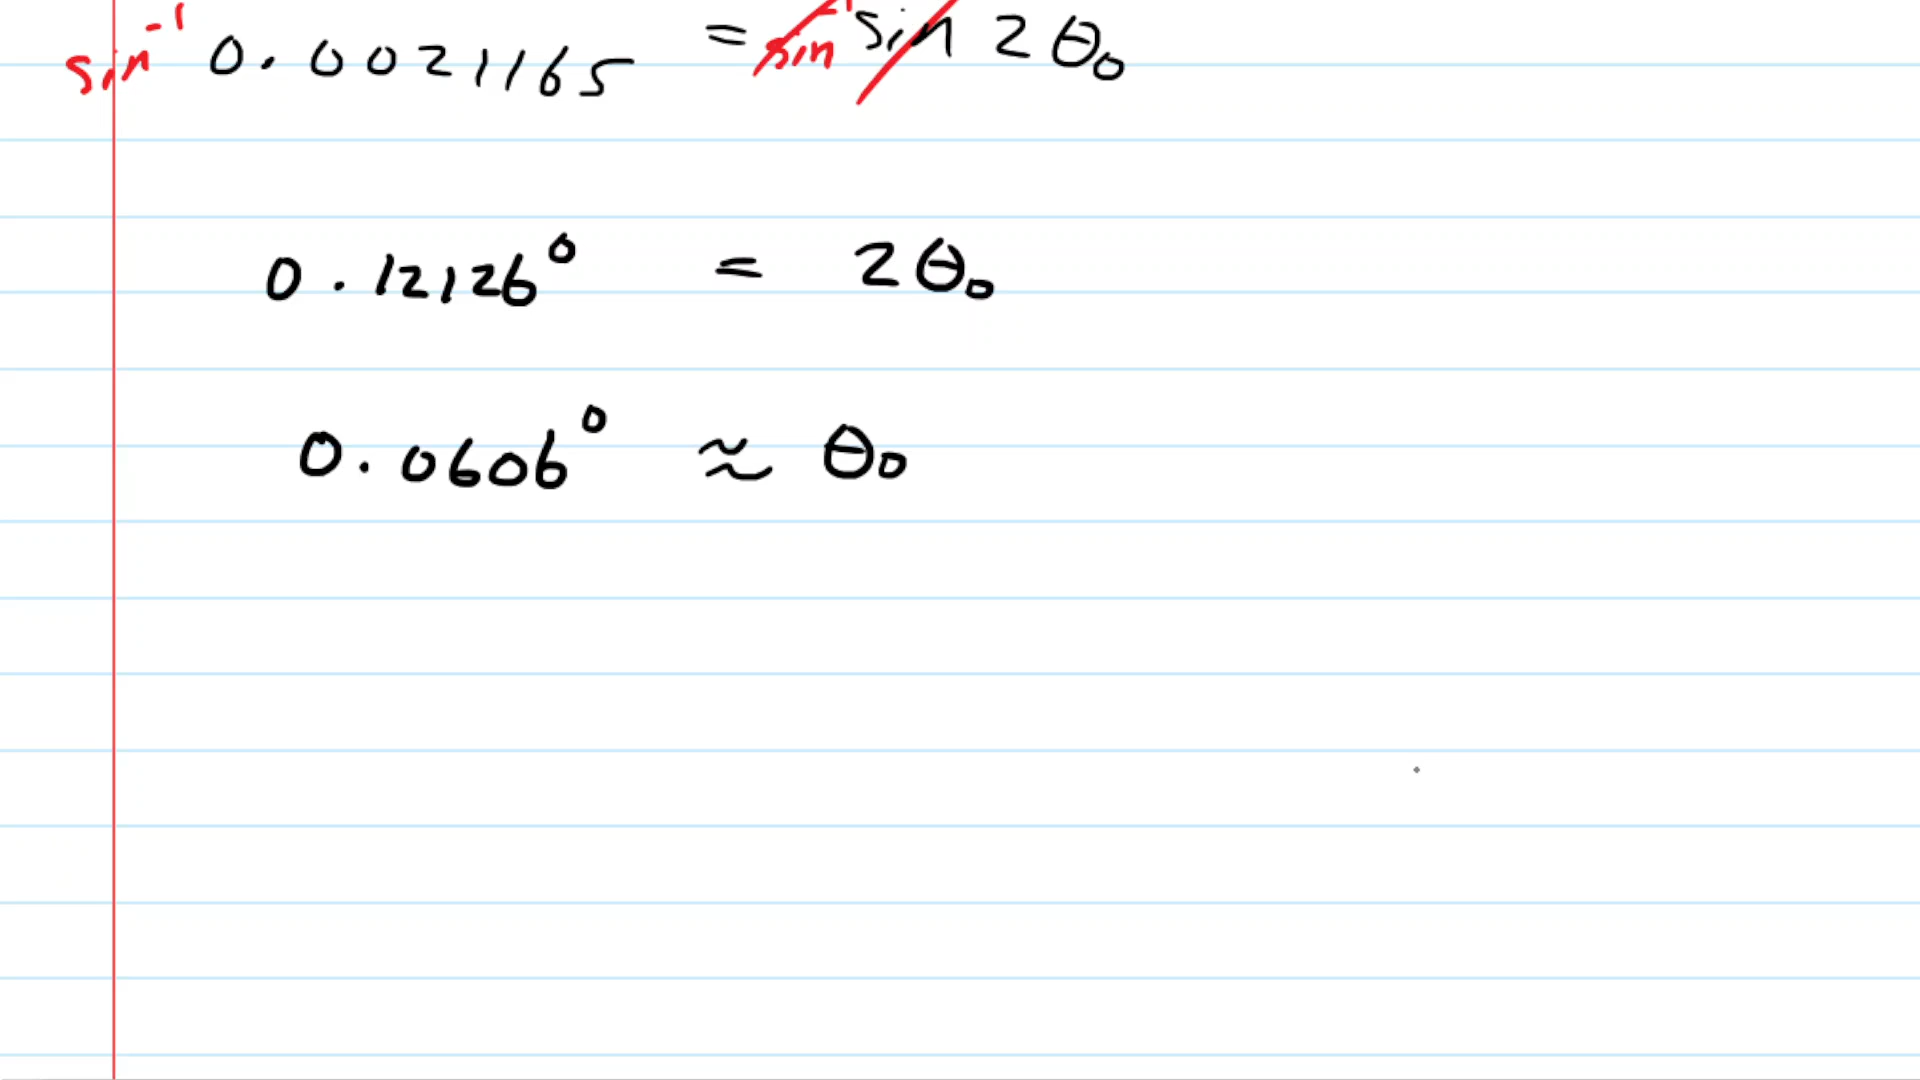 sin⁻¹ 0.0021165 = sin⁻¹ sin 2θ₀
0.12126° = 2θ₀
0.0606° ≈ θ₀